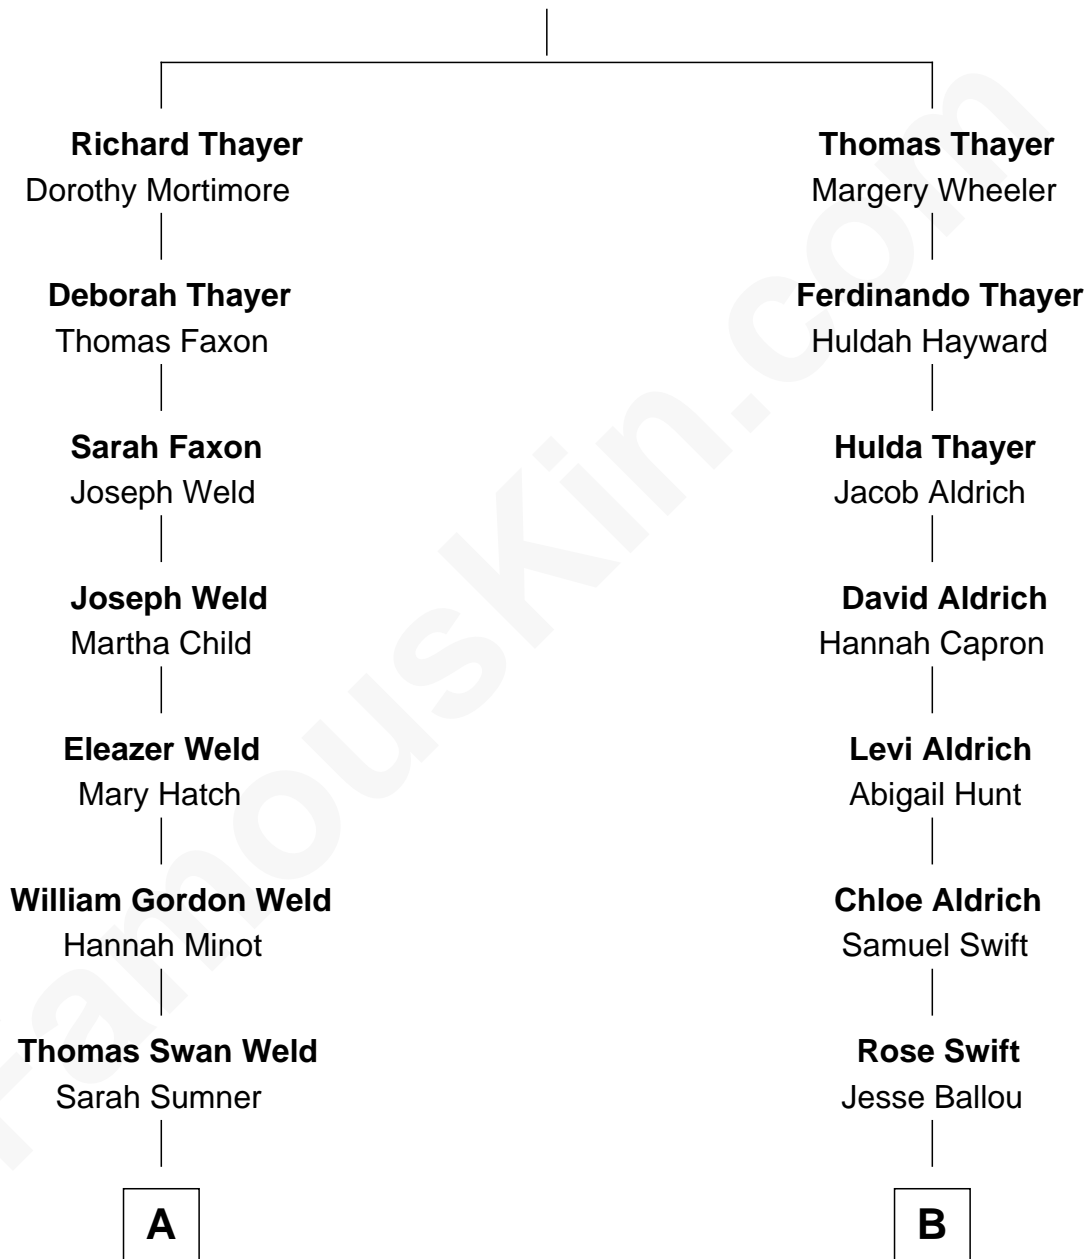 Richard Thayer
Dorothy Mortimore
Deborah Thayer
Thomas Faxon
Sarah Faxon
Joseph Weld
Joseph Weld
Martha Child
Eleazer Weld
Mary Hatch
William Gordon Weld
Hannah Minot
Thomas Swan Weld
Sarah Sumner
A
Thomas Thayer
Margery Wheeler
Ferdinando Thayer
Huldah Hayward
Hulda Thayer
Jacob Aldrich
David Aldrich
Hannah Capron
Levi Aldrich
Abigail Hunt
Chloe Aldrich
Samuel Swift
Rose Swift
Jesse Ballou
B
FamousKin.com